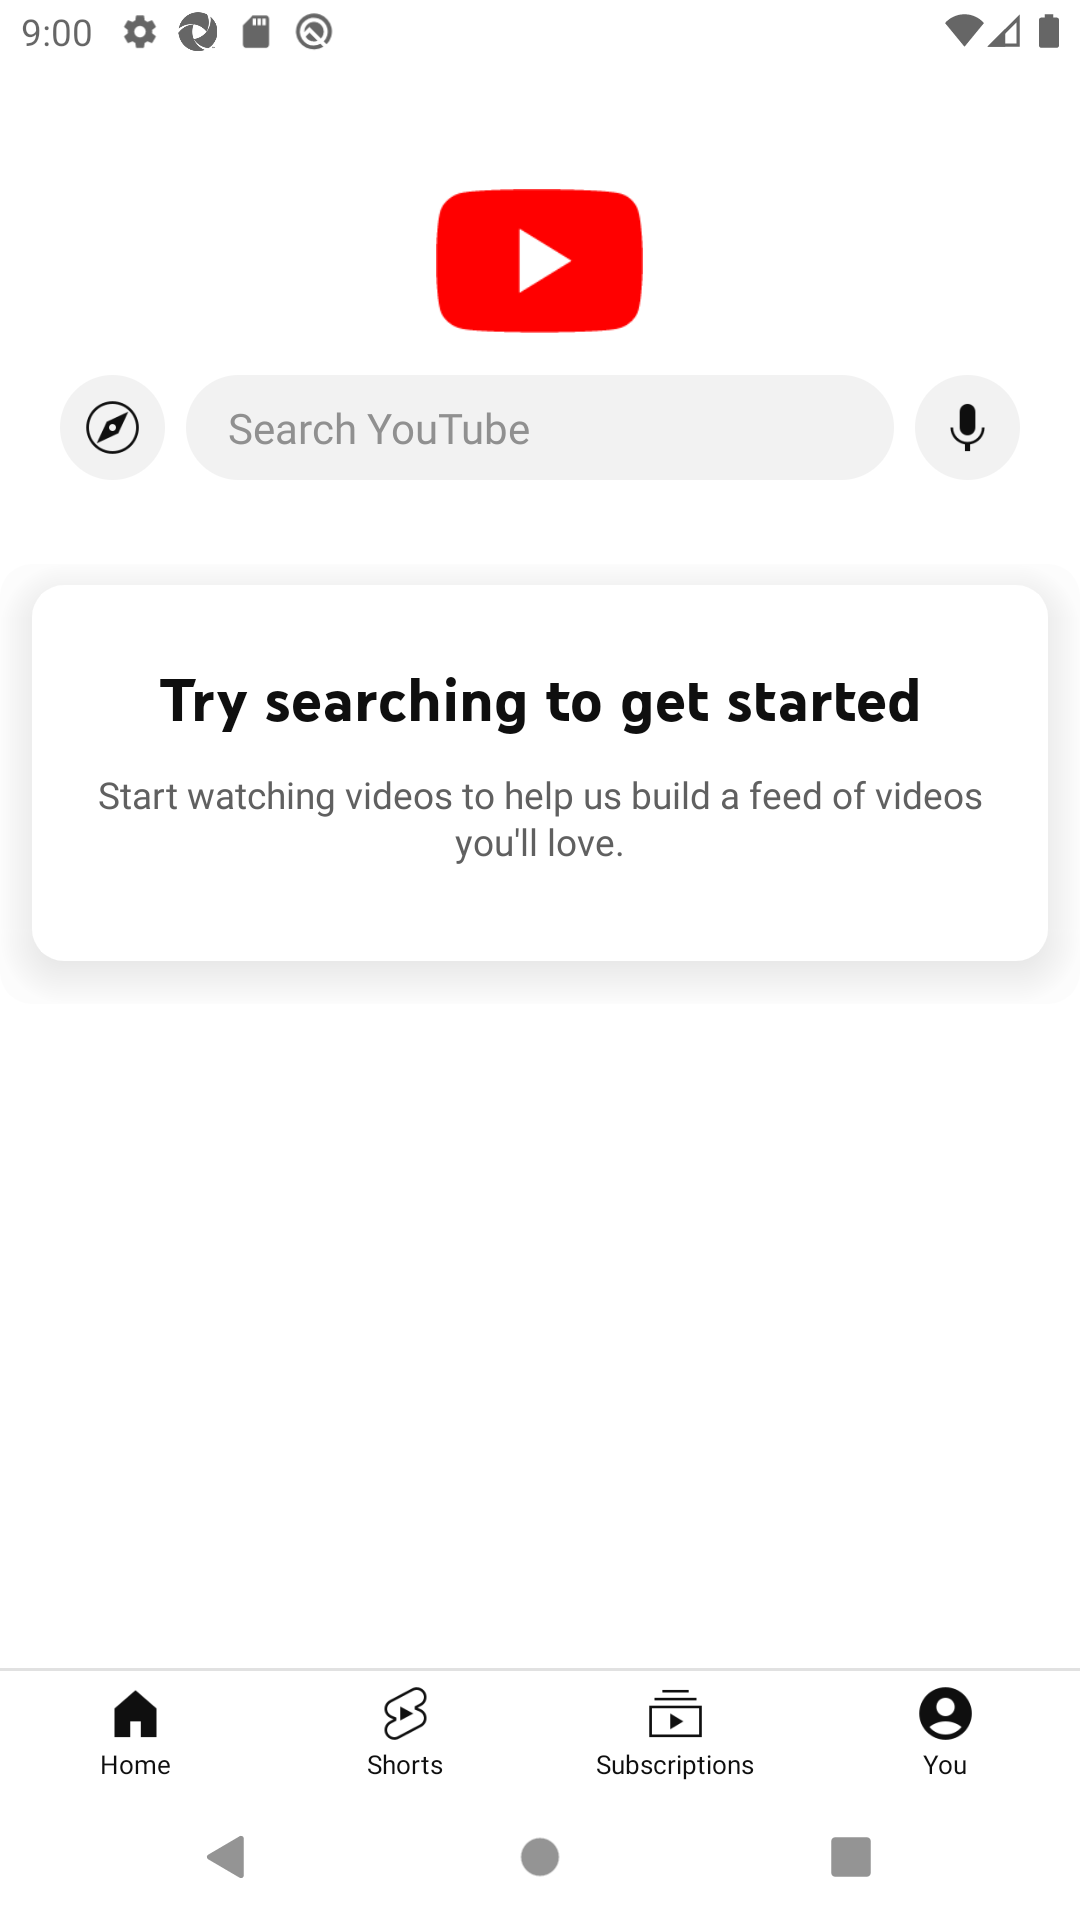 9:00
Search YouTube
Try searching to get started
Start watching videos to help us build a feed of videos
you'll love.
Home
Shorts
Subscriptions
You